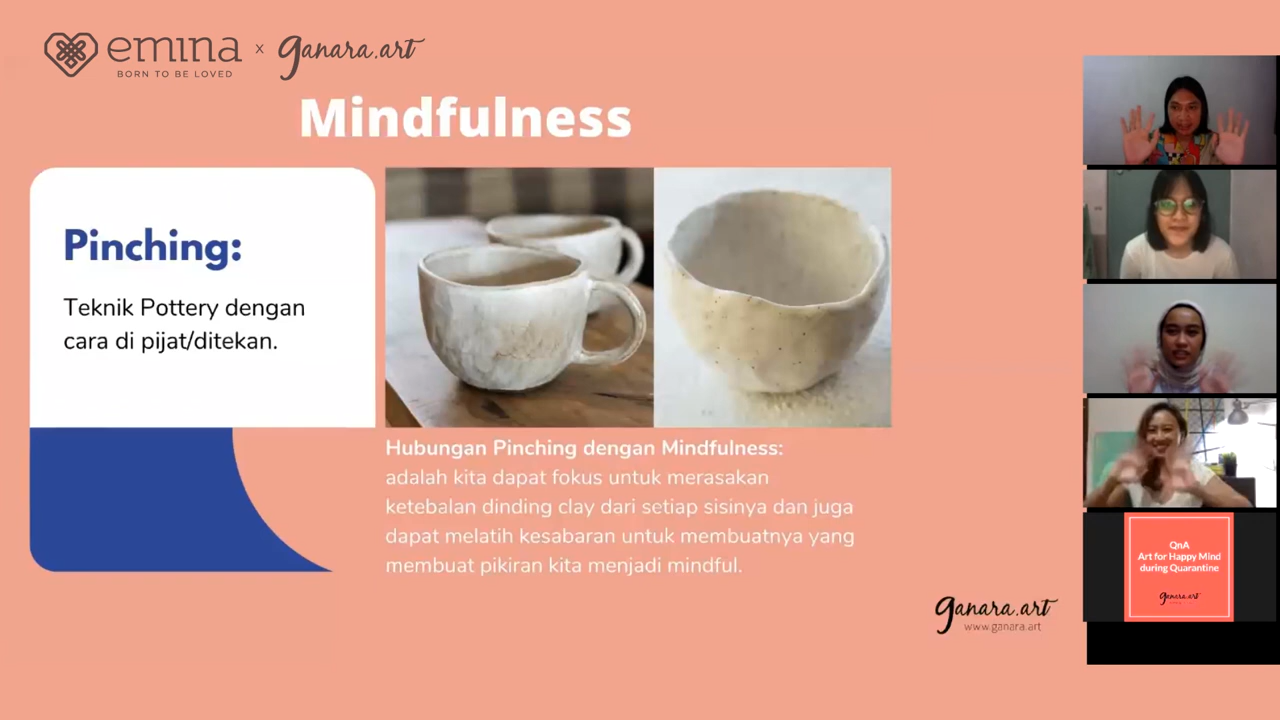 emina x ganara.art
BORN TO BE LOVED
Mindfulness
Pinching:
Teknik Pottery dengan
cara di pijat/ditekan.
Hubungan Pinching dengan Mindfulness:
adalah kita dapat fokus untuk merasakan
ketebalan dinding clay dari setiap sisinya dan juga
dapat melatih kesabaran untuk membuatnya yang
membuat pikiran kita menjadi mindful.
ganara.art
www.ganara.art
QnA
Art for Happy Mind
during Quarantine
ganara.art